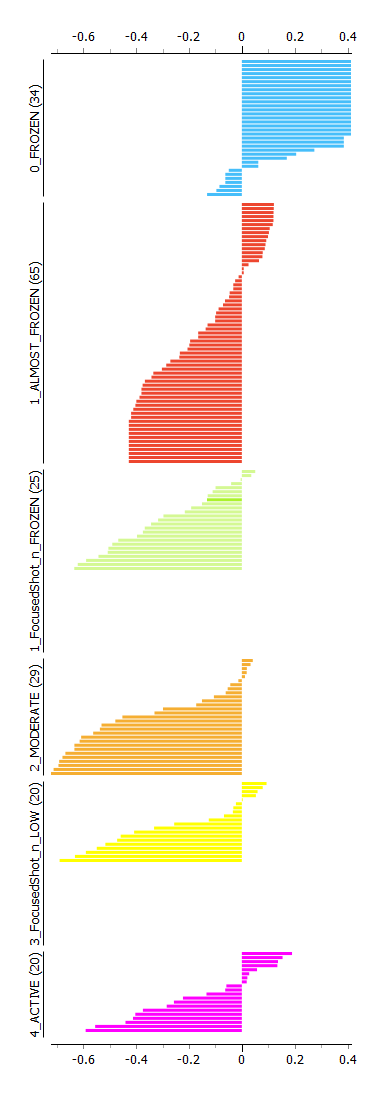 -0.6 -0.4 -0.2 0 0.2 0.4
0_FROZEN (34)
1_ALMOST_FROZEN (65)
1_FocusedShot_n_FROZEN (25)
2_MODERATE (29)
3_FocusedShot_n_LOW (20)
4_ACTIVE (20)
-0.6 -0.4 -0.2 0 0.2 0.4